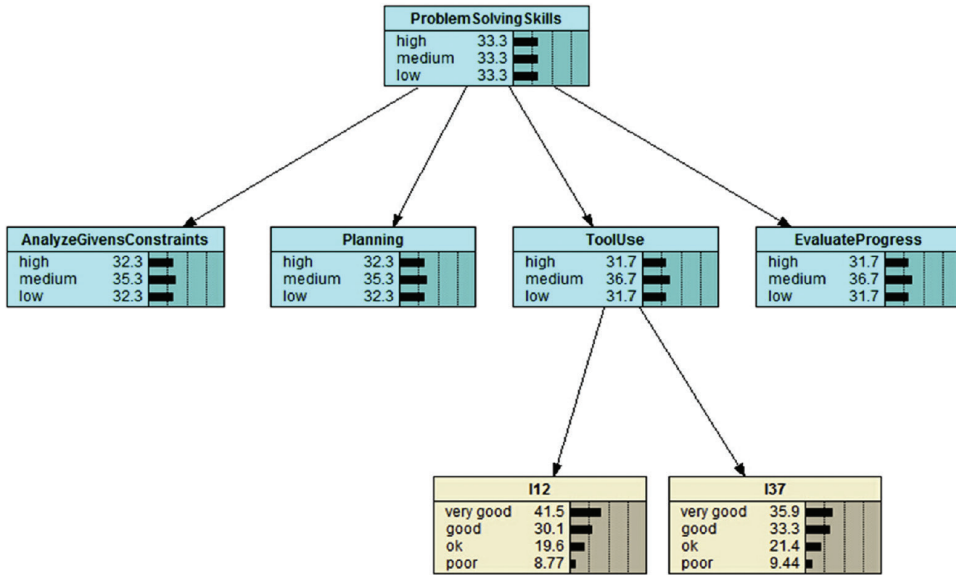 ProblemSolvingSkills
high 33.3
medium 33.3
low 33.3
AnalyzeGivensConstraints
high 32.3
medium 35.3
low 32.3
Planning
high 32.3
medium 35.3
low 32.3
ToolUse
high 31.7
medium 36.7
low 31.7
EvaluateProgress
high 31.7
medium 36.7
low 31.7
I12
very good 41.5
good 30.1
ok 19.6
poor 8.77
I37
very good 35.9
good 33.3
ok 21.4
poor 9.44